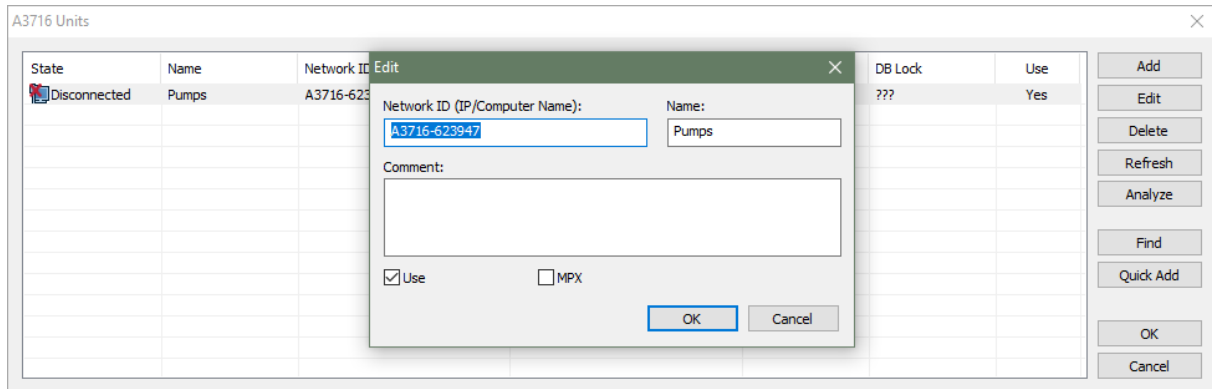 A3716 Units
State Name Network ID DB Lock Use
Disconnected Pumps A3716-623 ??? Yes
Edit
Network ID (IP/Computer Name): Name:
A3716-623947 Pumps
Comment:
Use MPX
OK Cancel
Add
Edit
Delete
Refresh
Analyze
Find
Quick Add
OK
Cancel